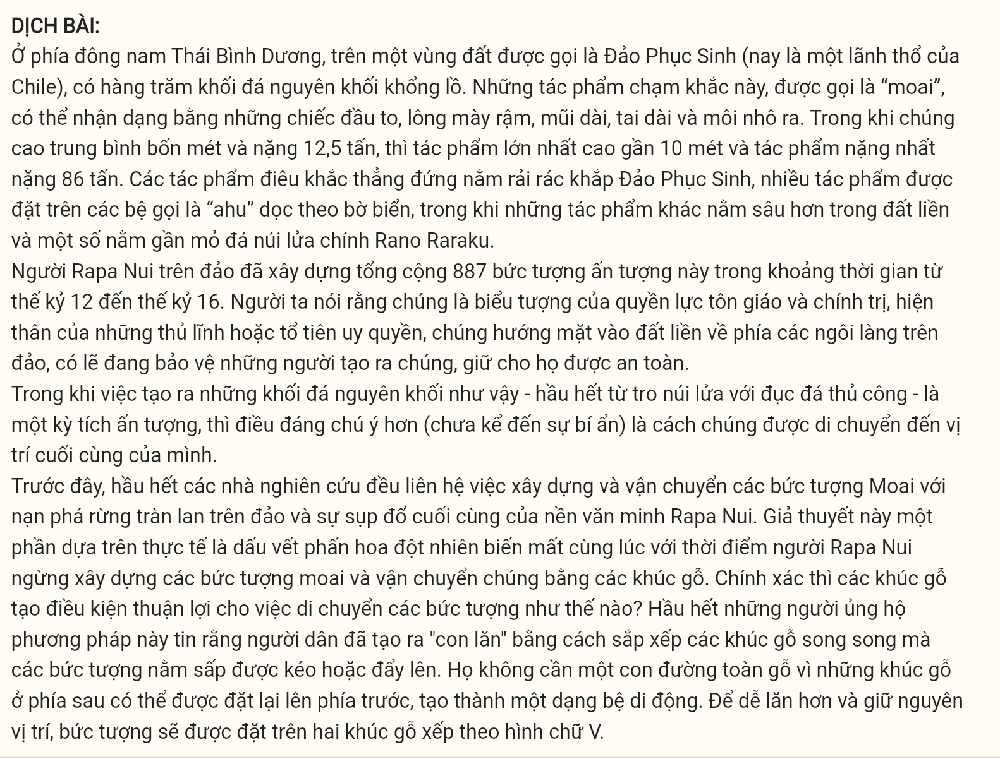 DỊCH BÀI:
Ở phía đông nam Thái Bình Dương, trên một vùng đất được gọi là Đảo Phục Sinh (nay là một lãnh thổ của
Chile), có hàng trăm khối đá nguyên khối khổng lồ. Những tác phẩm chạm khắc này, được gọi là “moai”,
có thể nhận dạng bằng những chiếc đầu to, lông mày rậm, mũi dài, tai dài và môi nhô ra. Trong khi chúng
cao trung bình bốn mét và nặng 12,5 tấn, thì tác phẩm lớn nhất cao gần 10 mét và tác phẩm nặng nhất
nặng 86 tấn. Các tác phẩm điêu khắc thẳng đứng nằm rải rác khắp Đảo Phục Sinh, nhiều tác phẩm được
đặt trên các bệ gọi là “ahu” dọc theo bờ biển, trong khi những tác phẩm khác nằm sâu hơn trong đất liền
và một số nằm gần mỏ đá núi lửa chính Rano Raraku.
Người Rapa Nui trên đảo đã xây dựng tổng cộng 887 bức tượng ấn tượng này trong khoảng thời gian từ
thế kỷ 12 đến thế kỷ 16. Người ta nói rằng chúng là biểu tượng của quyền lực tôn giáo và chính trị, hiện
thân của những thủ lĩnh hoặc tổ tiên uy quyền, chúng hướng mặt vào đất liền về phía các ngôi làng trên
đảo, có lẽ đang bảo vệ những người tạo ra chúng, giữ cho họ được an toàn.
Trong khi việc tạo ra những khối đá nguyên khối như vậy - hầu hết từ tro núi lửa với đục đá thủ công - là
một kỳ tích ấn tượng, thì điều đáng chú ý hơn (chưa kể đến sự bí ẩn) là cách chúng được di chuyển đến vị
trí cuối cùng của mình.
Trước đây, hầu hết các nhà nghiên cứu đều liên hệ việc xây dựng và vận chuyển các bức tượng Moai với
nạn phá rừng tràn lan trên đảo và sự sụp đổ cuối cùng của nền văn minh Rapa Nui. Giả thuyết này một
phần dựa trên thực tế là dấu vết phấn hoa đột nhiên biến mất cùng lúc với thời điểm người Rapa Nui
ngừng xây dựng các bức tượng moai và vận chuyển chúng bằng các khúc gỗ. Chính xác thì các khúc gỗ
tạo điều kiện thuận lợi cho việc di chuyển các bức tượng như thế nào? Hầu hết những người ủng hộ
phương pháp này tin rằng người dân đã tạo ra "con lăn" bằng cách sắp xếp các khúc gỗ song song mà
các bức tượng nằm sấp được kéo hoặc đẩy lên. Họ không cần một con đường toàn gỗ vì những khúc gỗ
ở phía sau có thể được đặt lại lên phía trước, tạo thành một dạng bệ di động. Để dễ lăn hơn và giữ nguyên
vị trí, bức tượng sẽ được đặt trên hai khúc gỗ xếp theo hình chữ V.